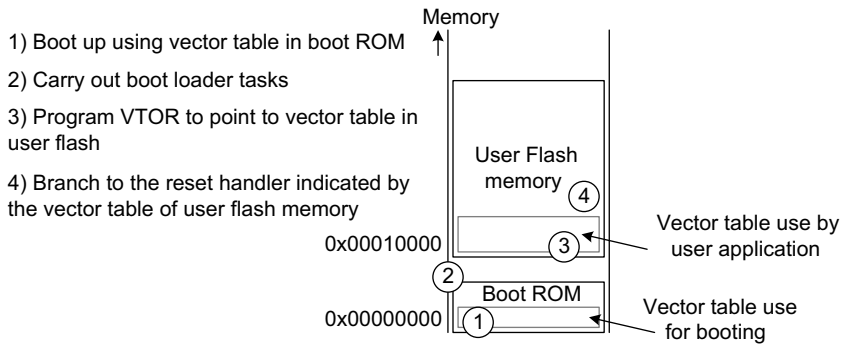 Memory
1) Boot up using vector table in boot ROM
2) Carry out boot loader tasks
3) Program VTOR to point to vector table in
user flash
4) Branch to the reset handler indicated by
the vector table of user flash memory
User Flash
memory
4
0x00010000
3
Vector table use by
user application
2
Boot ROM
0x00000000
1
Vector table use
for booting